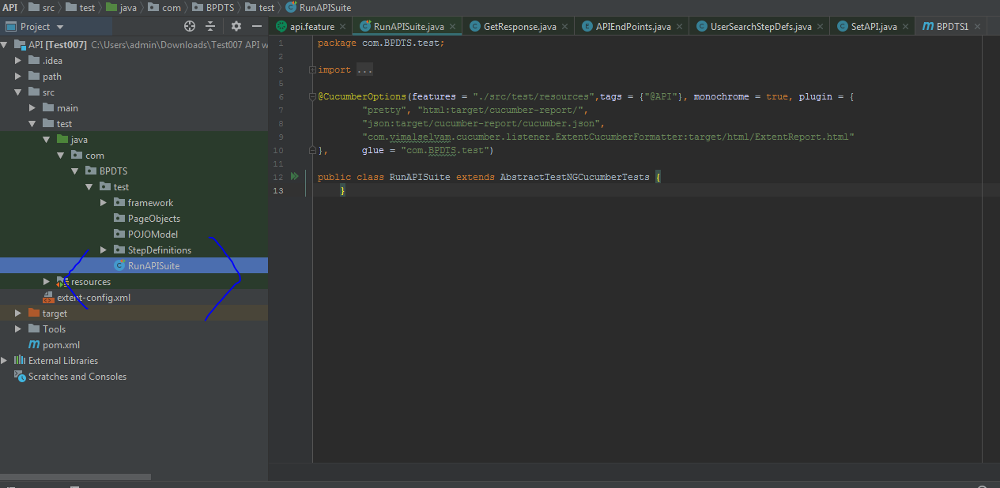 API src test java com BPDTS test RunAPISuite
Project
api.feature RunAPISuite.java GetResponse.java APIEndPoints.java UserSearchStepDefs.java SetAPI.java BPDTS1
API [Test007] C:\Users\admin\Downloads\Test007 API w
.idea
path
src
main
test
java
com
BPDTS
test
framework
PageObjects
POJOModel
StepDefinitions
RunAPISuite
resources
extent-config.xml
target
Tools
pom.xml
External Libraries
Scratches and Consoles
1 package com.BPDTS.test;
2
3 import ...
5
6 @CucumberOptions(features = "./src/test/resources",tags = {"@API"}, monochrome = true, plugin = {
7 "pretty", "html:target/cucumber-report/",
8 "json:target/cucumber-report/cucumber.json",
9 "com.vimalselvam.cucumber.listener.ExtentCucumberFormatter:target/html/ExtentReport.html"
10 }, glue = "com.BPDTS.test")
11
12 public class RunAPISuite extends AbstractTestNGCucumberTests {
13 }